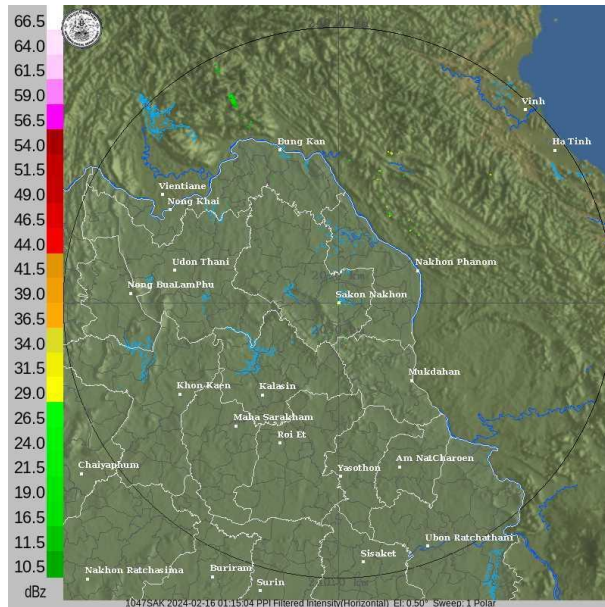 66.5
64.0
61.5
59.0
56.5
54.0
51.5
49.0
46.5
44.0
41.5
39.0
36.5
34.0
31.5
29.0
26.5
24.0
21.5
19.0
16.5
11.5
10.5
dBz
Vinh
Ha Tinh
Bung Kan
Vientiane
Nong Khai
Udon Thani
Nakhon Phanom
Nong BuaLamPhu
Sakon Nakhon
Mukdahan
Khon Kaen
Kalasin
Maha Sarakham
Roi Et
Chaiyaphum
Yasothon
Am NatCharoen
Ubon Ratchathani
Sisaket
Nakhon Ratchasima
Buriram
Surin
1047SAK 2024-02-16 01:15:04 PPI Filtered Intensity(Horizontal) El: 0.50° Sweep: 1 Polar